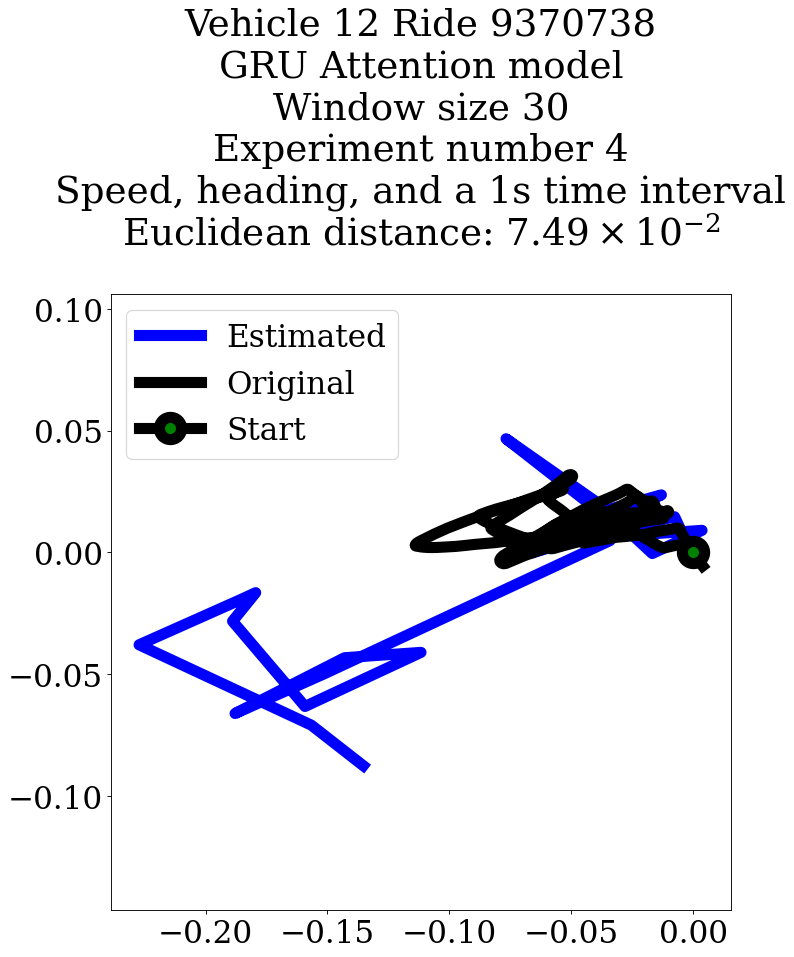 Vehicle 12 Ride 9370738
GRU Attention model
Window size 30
Experiment number 4
Speed, heading, and a 1s time interval
Euclidean distance: 7.49 × 10⁻²
Estimated
Original
Start
0.10
0.05
0.00
−0.05
−0.10
−0.20 −0.15 −0.10 −0.05 0.00